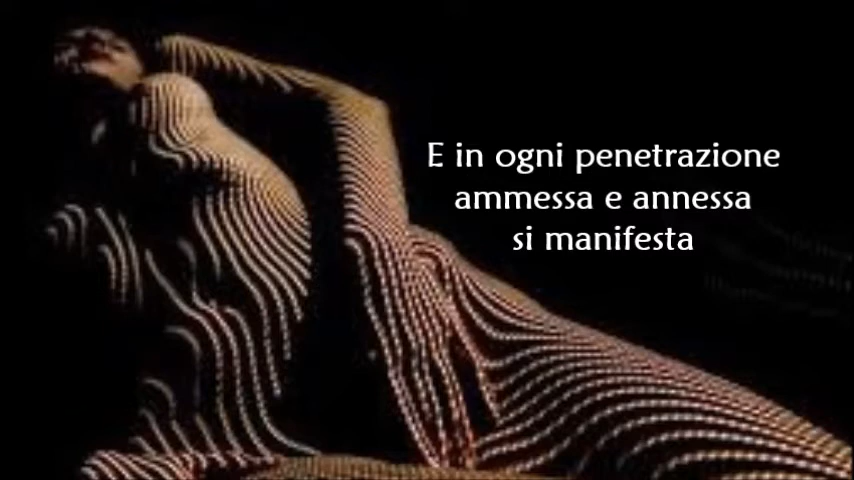 E in ogni penetrazione
ammessa e annessa
si manifesta